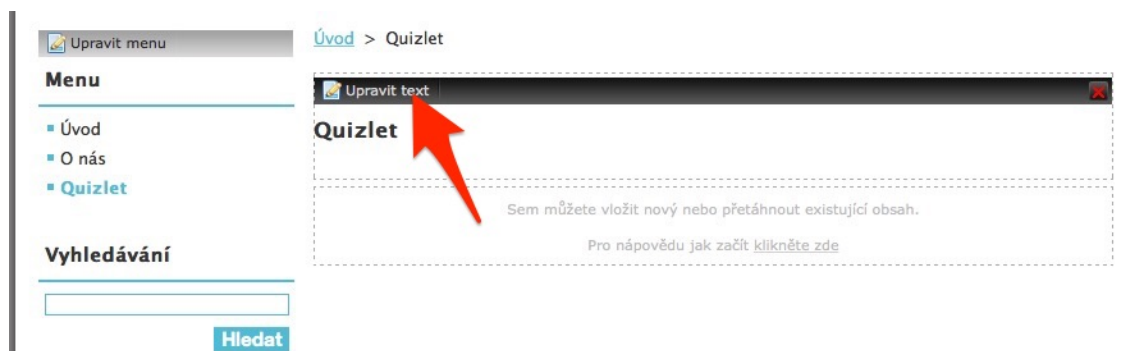 Upravit menu
Menu
Úvod
O nás
Quizlet
Vyhledávání
Hledat
Úvod > Quizlet
Upravit text
Quizlet
Sem můžete vložit nový nebo přetáhnout existující obsah.
Pro nápovědu jak začít klikněte zde